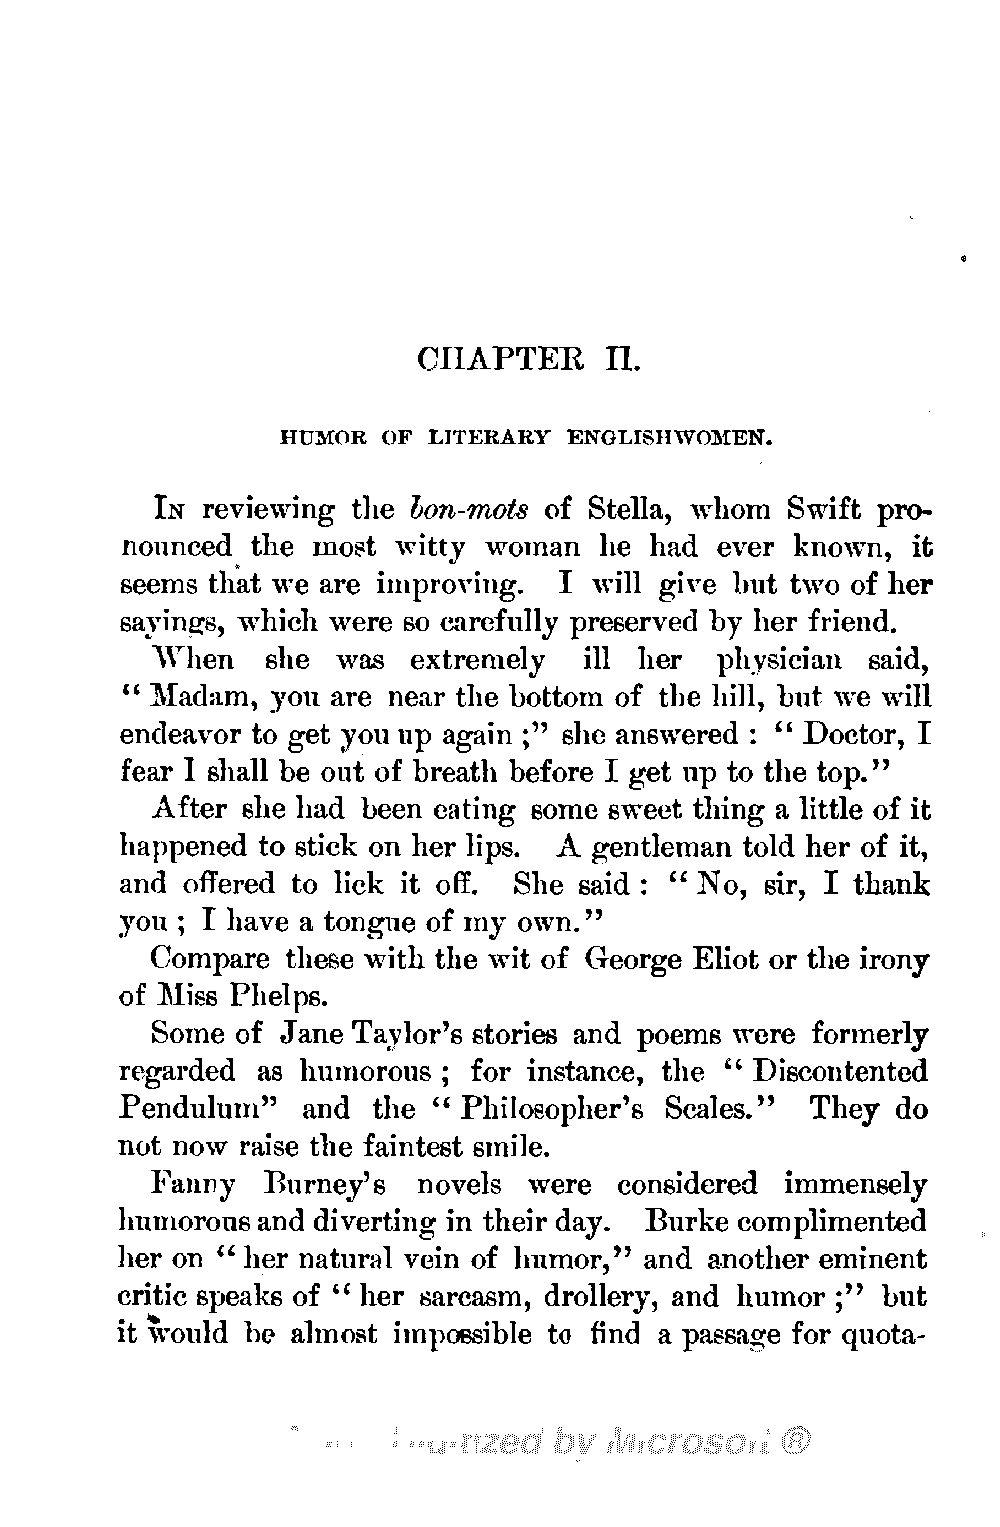 CHAPTER II.
HUMOR OF LITERARY ENGLISHWOMEN.
IN reviewing the bon-mots of Stella, whom Swift pro-
nounced the most witty woman he had ever known, it
seems that we are improving. I will give but two of her
sayings, which were so carefully preserved by her friend.
When she was extremely ill her physician said,
“ Madam, you are near the bottom of the hill, but we will
endeavor to get you up again ;” she answered : “ Doctor, I
fear I shall be out of breath before I get up to the top.”
After she had been eating some sweet thing a little of it
happened to stick on her lips. A gentleman told her of it,
and offered to lick it off. She said : “ No, sir, I thank
you ; I have a tongue of my own.”
Compare these with the wit of George Eliot or the irony
of Miss Phelps.
Some of Jane Taylor’s stories and poems were formerly
regarded as humorous ; for instance, the “ Discontented
Pendulum” and the “ Philosopher’s Scales.” They do
not now raise the faintest smile.
Fanny Burney’s novels were considered immensely
humorous and diverting in their day. Burke complimented
her on “ her natural vein of humor,” and another eminent
critic speaks of “ her sarcasm, drollery, and humor ;” but
it would be almost impossible to find a passage for quota-
by Microsoft ®